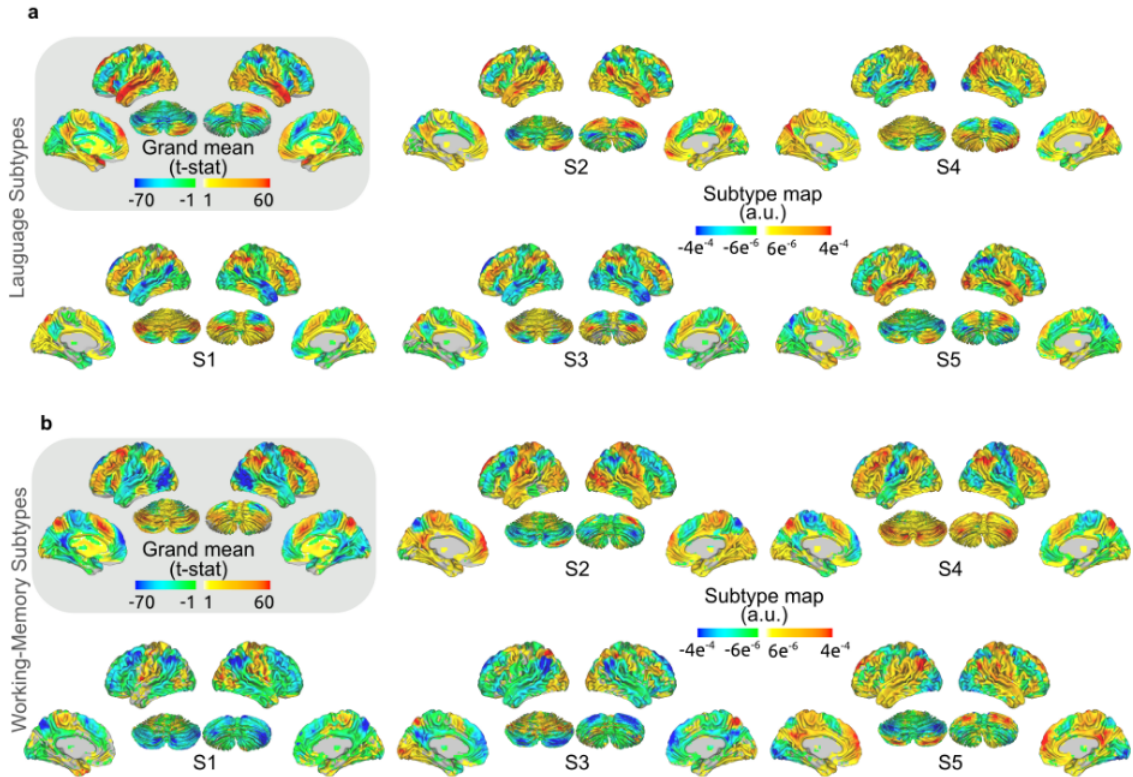 a
Lauguage Subtypes
Grand mean
(t-stat)
-70 -1 1 60
S2
S4
Subtype map
(a.u.)
-4e⁻⁴ -6e⁻⁶ 6e⁻⁶ 4e⁻⁴
S1
S3
S5
b
Working-Memory Subtypes
Grand mean
(t-stat)
-70 -1 1 60
S2
S4
Subtype map
(a.u.)
-4e⁻⁴ -6e⁻⁶ 6e⁻⁶ 4e⁻⁴
S1
S3
S5